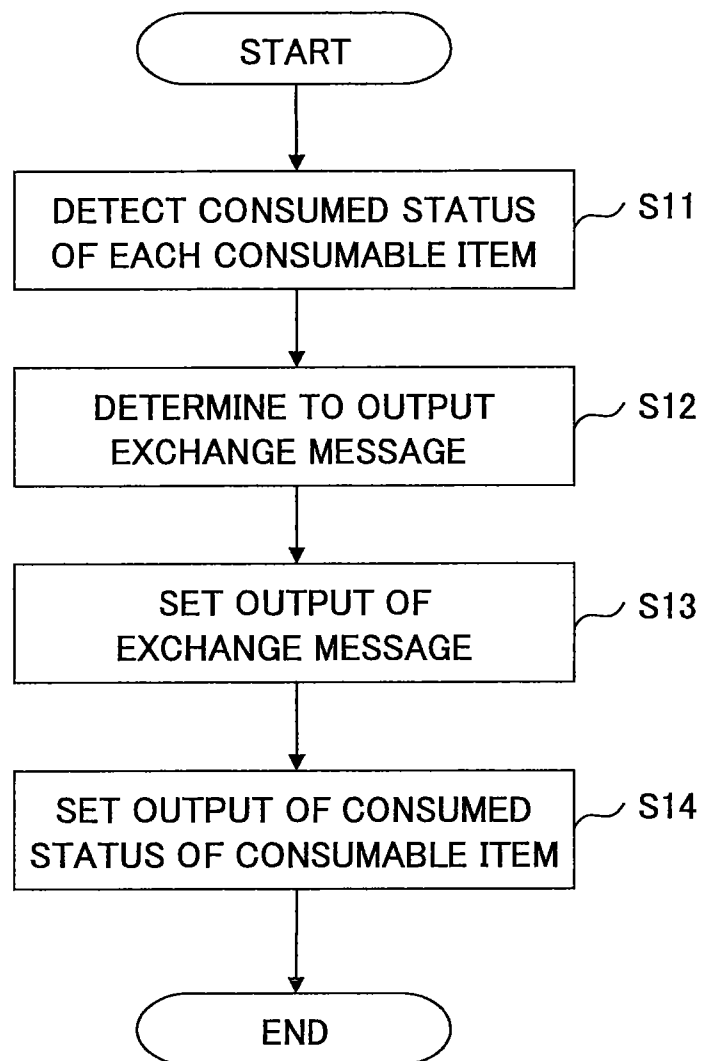 START
DETECT CONSUMED STATUS
OF EACH CONSUMABLE ITEM
S11
DETERMINE TO OUTPUT
EXCHANGE MESSAGE
S12
SET OUTPUT OF
EXCHANGE MESSAGE
S13
SET OUTPUT OF CONSUMED
STATUS OF CONSUMABLE ITEM
S14
END